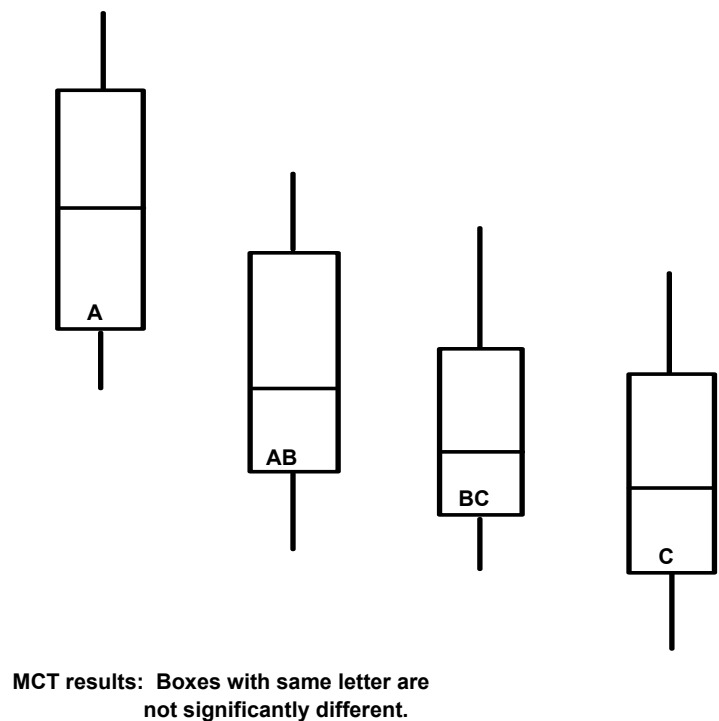 A
AB
BC
C
MCT results: Boxes with same letter are
not significantly different.